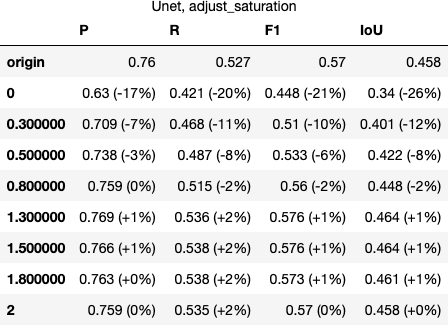 Unet, adjust_saturation
P R F1 IoU
origin 0.76 0.527 0.57 0.458
0 0.63 (-17%) 0.421 (-20%) 0.448 (-21%) 0.34 (-26%)
0.300000 0.709 (-7%) 0.468 (-11%) 0.51 (-10%) 0.401 (-12%)
0.500000 0.738 (-3%) 0.487 (-8%) 0.533 (-6%) 0.422 (-8%)
0.800000 0.759 (0%) 0.515 (-2%) 0.56 (-2%) 0.448 (-2%)
1.300000 0.769 (+1%) 0.536 (+2%) 0.576 (+1%) 0.464 (+1%)
1.500000 0.766 (+1%) 0.538 (+2%) 0.576 (+1%) 0.464 (+1%)
1.800000 0.763 (+0%) 0.538 (+2%) 0.573 (+1%) 0.461 (+1%)
2 0.759 (0%) 0.535 (+2%) 0.57 (0%) 0.458 (+0%)